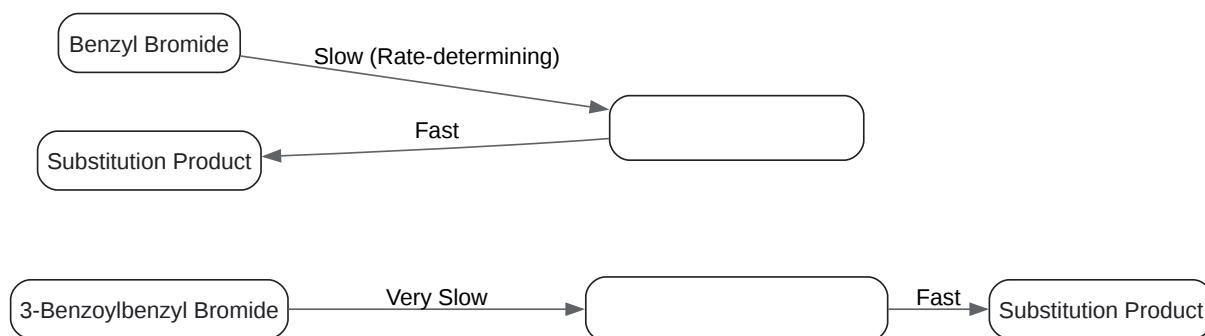 Benzyl Bromide
Slow (Rate-determining)
Fast
Substitution Product
3-Benzoylbenzyl Bromide
Very Slow
Fast
Substitution Product